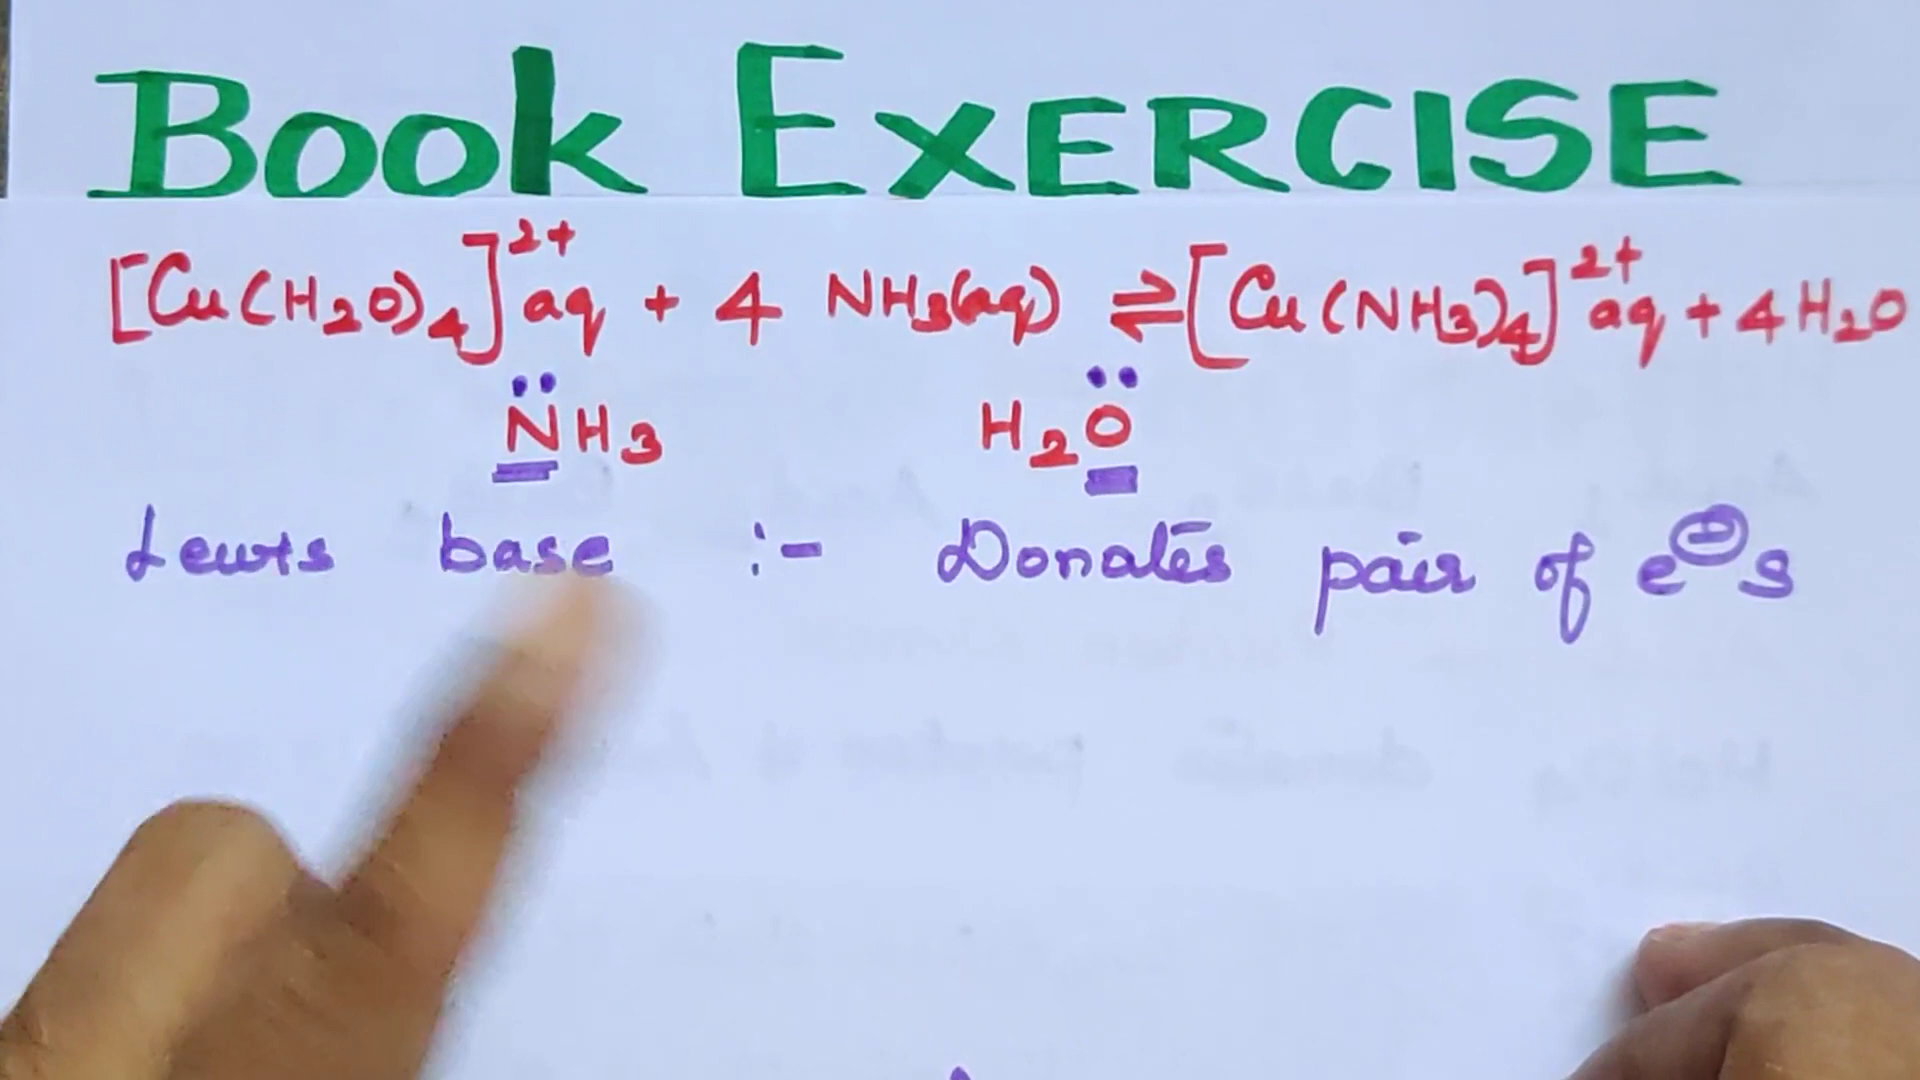 BOOK EXERCISE
[Cu(H₂O)₄]²⁺aq + 4 NH₃(aq) ⇌ [Cu(NH₃)₄]²⁺aq + 4H₂O
N̈H₃ H₂Ö
Lewis base :- Donates pair of e⊖s